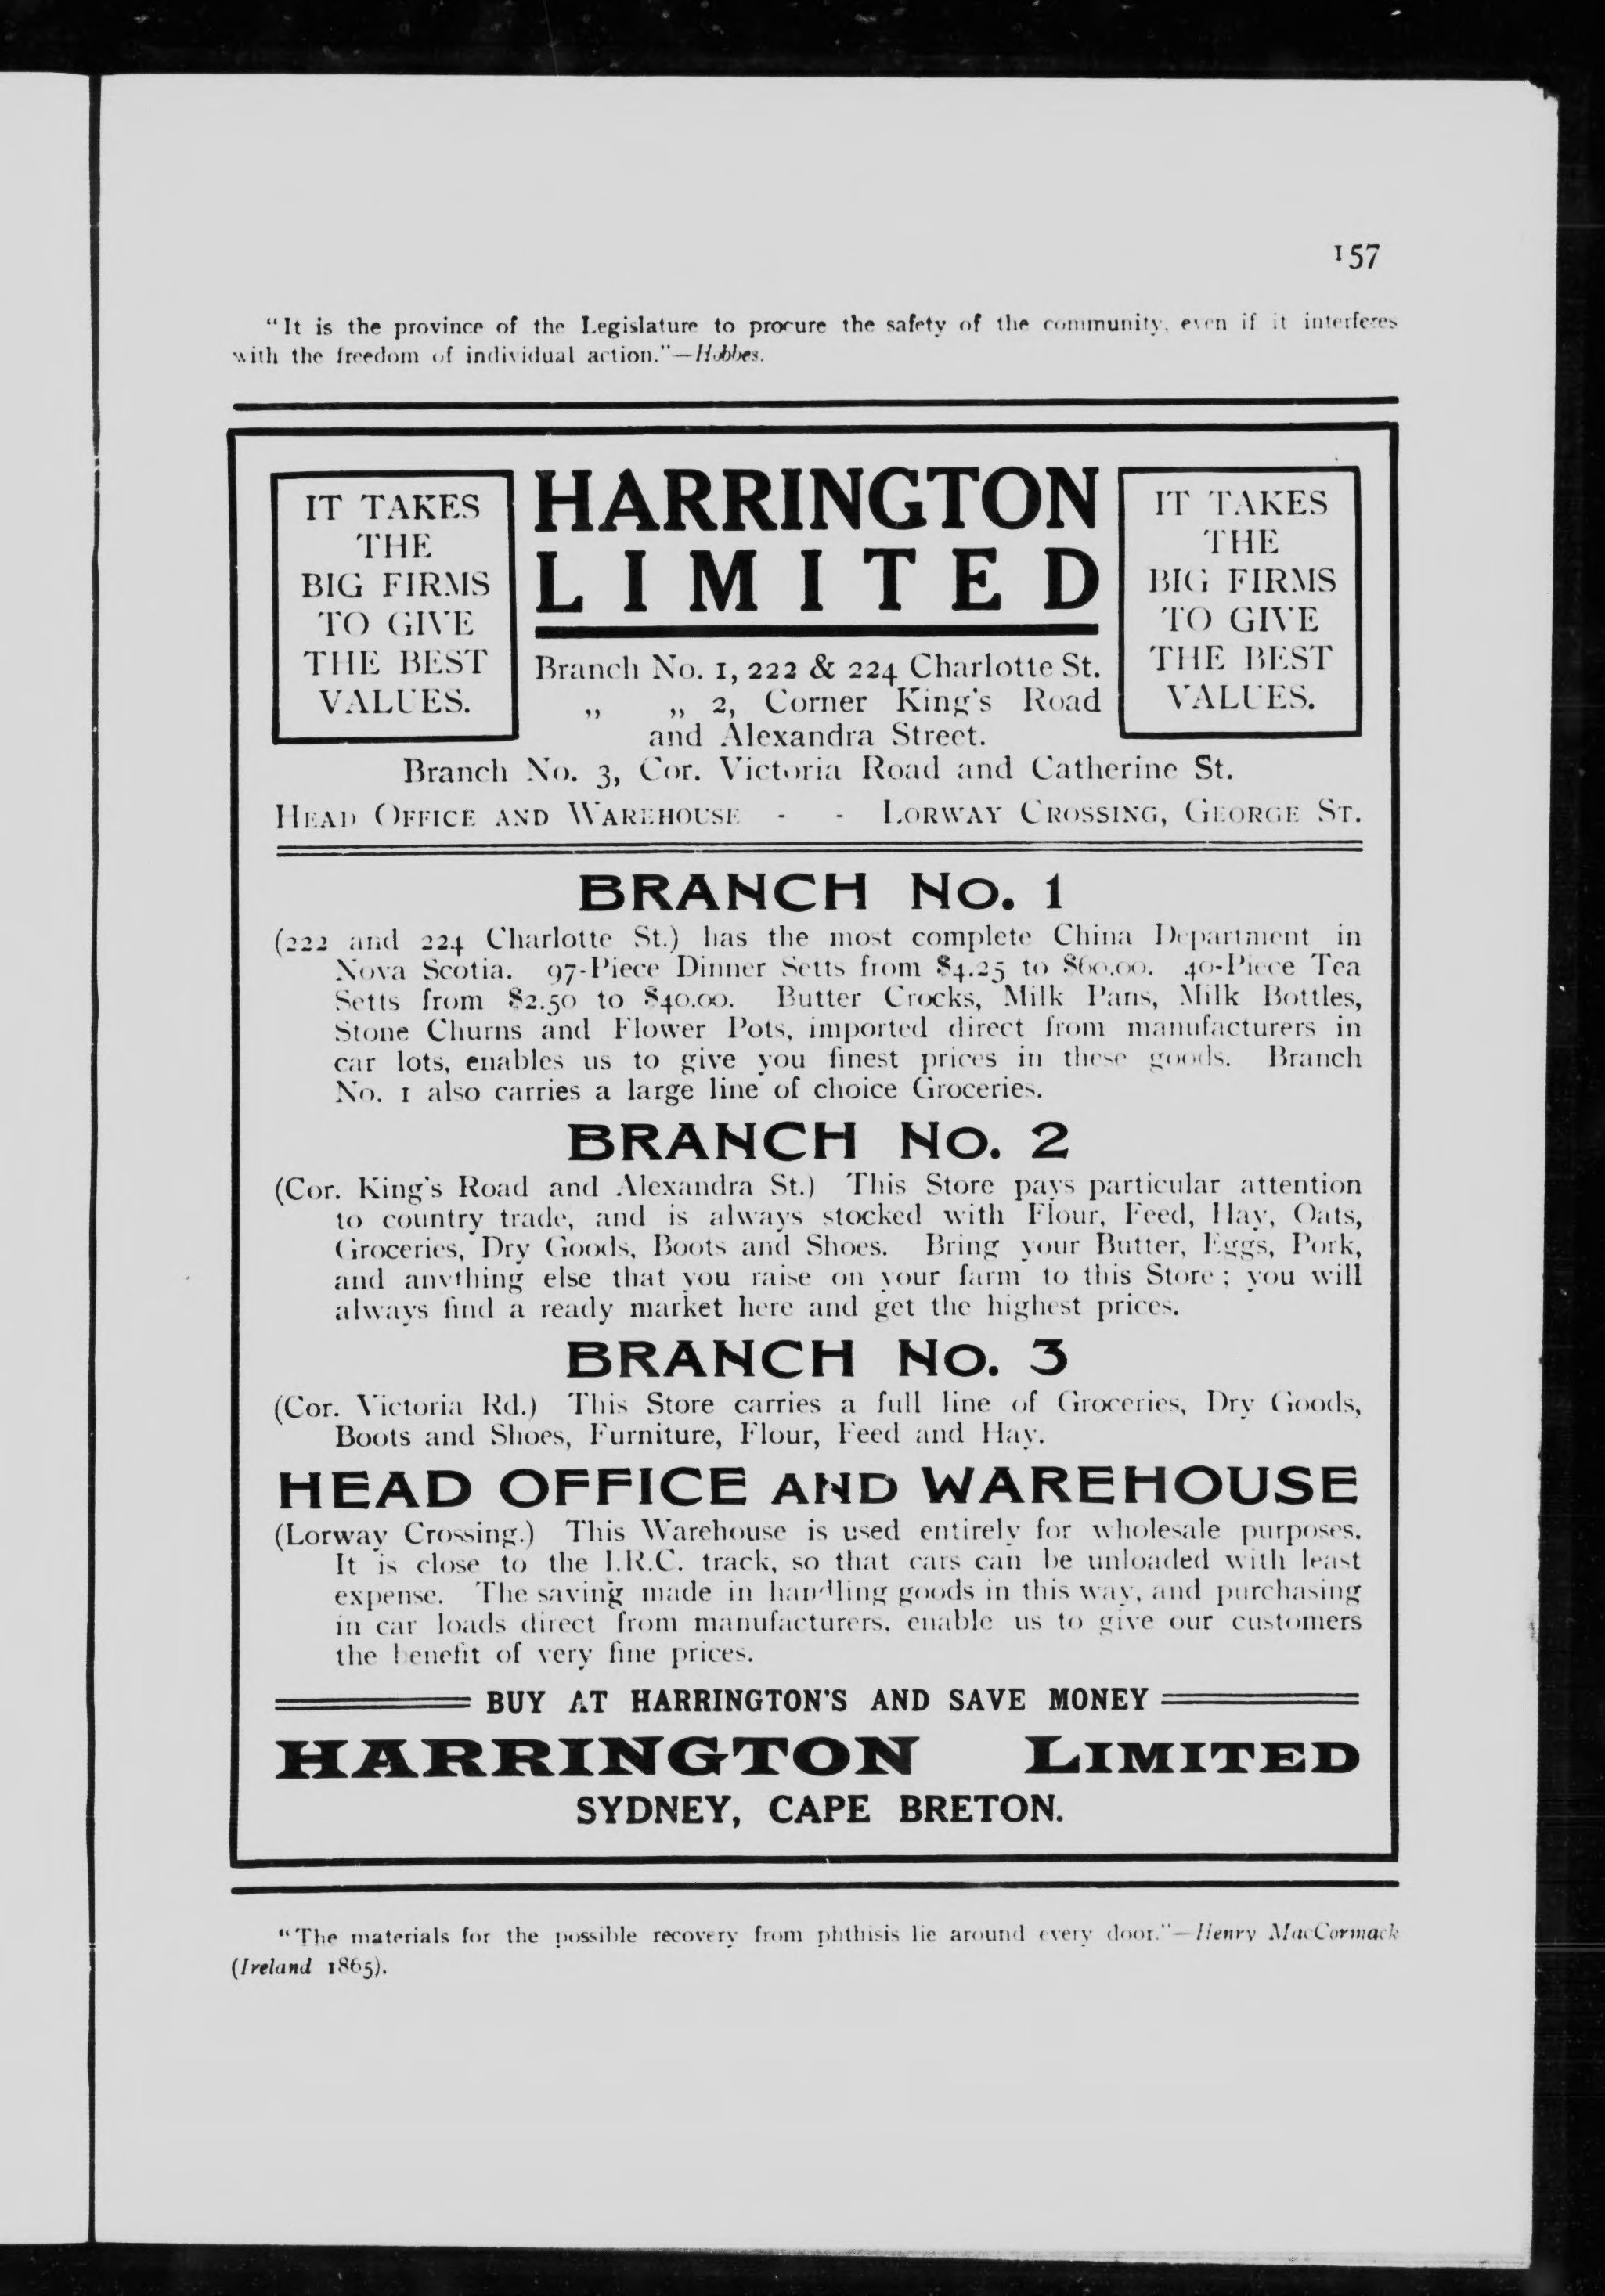 157
"It is the province of the Legislature to procure the safety of the community, even if it interferes
with the freedom of individual action."—Hobbes.
IT TAKES
THE
BIG FIRMS
TO GIVE
THE BEST
VALUES.
HARRINGTON
LIMITED
Branch No. 1, 222 & 224 Charlotte St.
„ „ 2, Corner King's Road
and Alexandra Street.
IT TAKES
THE
BIG FIRMS
TO GIVE
THE BEST
VALUES.
Branch No. 3, Cor. Victoria Road and Catherine St.
HEAD OFFICE AND WAREHOUSE - - LORWAY CROSSING, GEORGE ST.
BRANCH No. 1
(222 and 224 Charlotte St.) has the most complete China Department in
Nova Scotia. 97-Piece Dinner Setts from $4.25 to $60.00. 40-Piece Tea
Setts from $2.50 to $40.00. Butter Crocks, Milk Pans, Milk Bottles,
Stone Churns and Flower Pots, imported direct from manufacturers in
car lots, enables us to give you finest prices in these goods. Branch
No. 1 also carries a large line of choice Groceries.
BRANCH No. 2
(Cor. King's Road and Alexandra St.) This Store pays particular attention
to country trade, and is always stocked with Flour, Feed, Hay, Oats,
Groceries, Dry Goods, Boots and Shoes. Bring your Butter, Eggs, Pork,
and anything else that you raise on your farm to this Store; you will
always find a ready market here and get the highest prices.
BRANCH No. 3
(Cor. Victoria Rd.) This Store carries a full line of Groceries, Dry Goods,
Boots and Shoes, Furniture, Flour, Feed and Hay.
HEAD OFFICE AND WAREHOUSE
(Lorway Crossing.) This Warehouse is used entirely for wholesale purposes.
It is close to the I.R.C. track, so that cars can be unloaded with least
expense. The saving made in handling goods in this way, and purchasing
in car loads direct from manufacturers, enable us to give our customers
the benefit of very fine prices.
BUY AT HARRINGTON'S AND SAVE MONEY
HARRINGTON LIMITED
SYDNEY, CAPE BRETON.
"The materials for the possible recovery from phthisis lie around every door."—Henry MacCormack
(Ireland 1865).